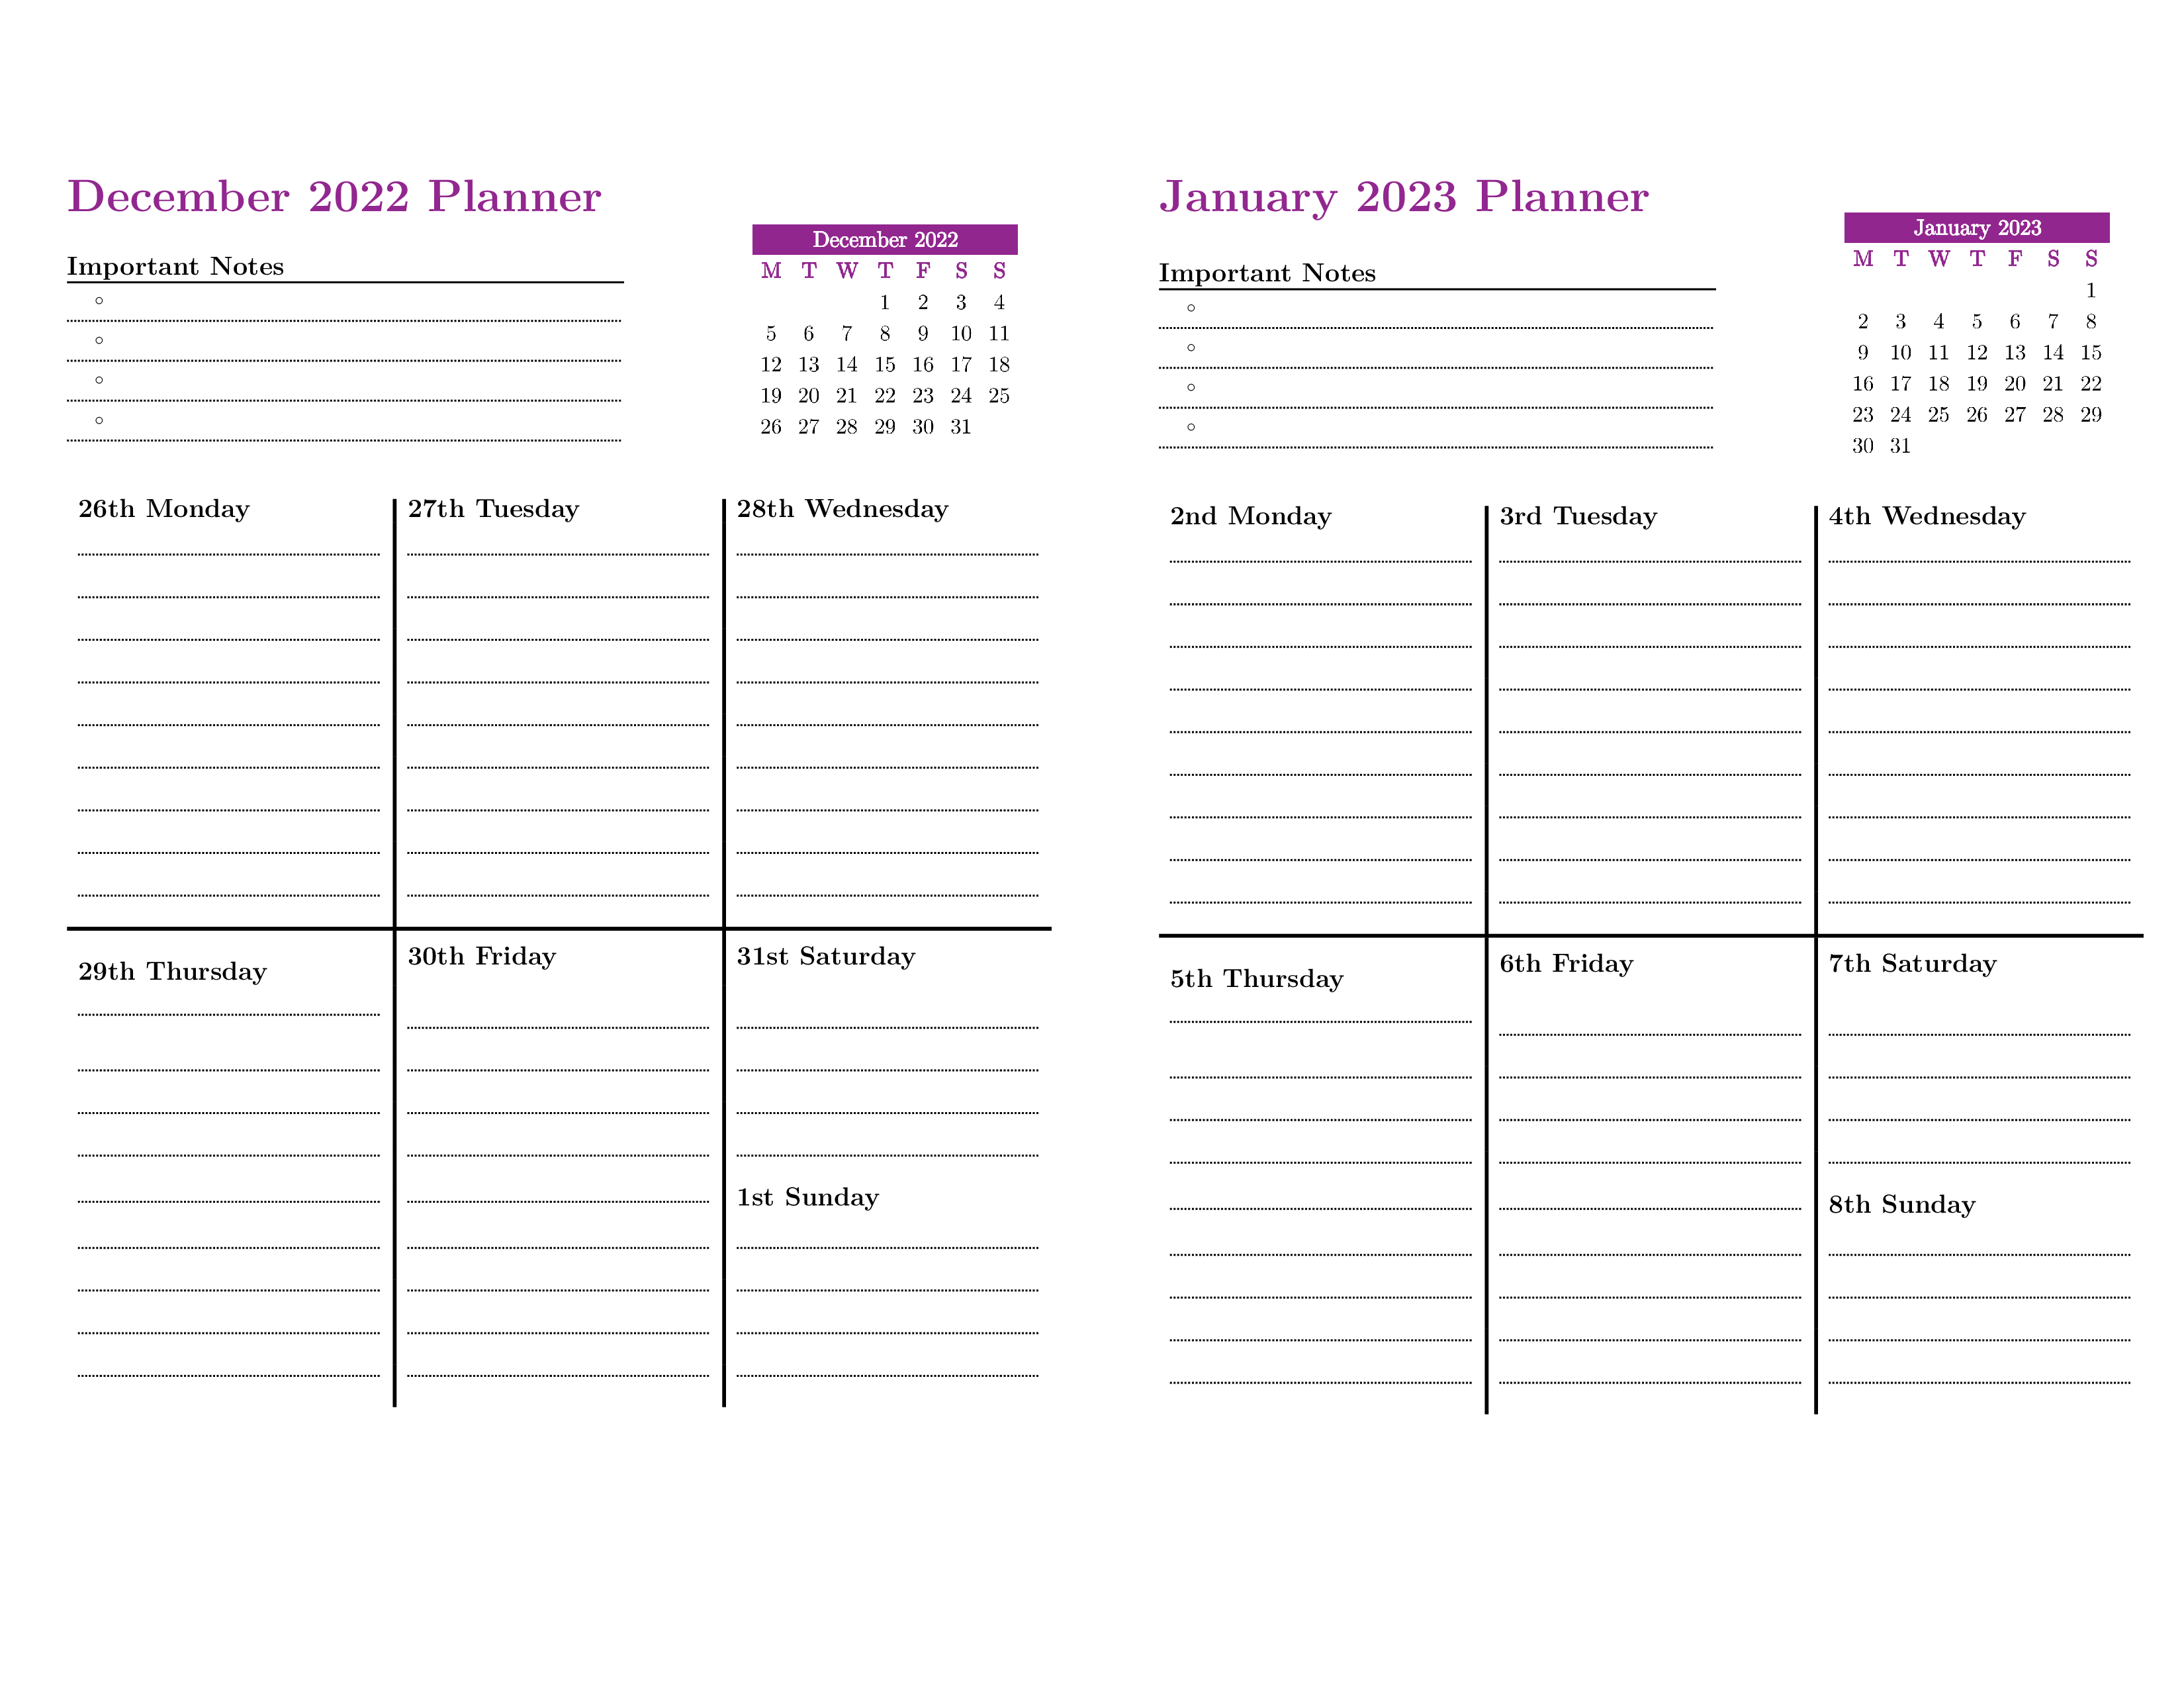 December 2022 Planner
Important Notes
December 2022
M T W T F S S
1 2 3 4
5 6 7 8 9 10 11
12 13 14 15 16 17 18
19 20 21 22 23 24 25
26 27 28 29 30 31
26th Monday
27th Tuesday
28th Wednesday
29th Thursday
30th Friday
31st Saturday
1st Sunday
January 2023 Planner
Important Notes
January 2023
M T W T F S S
1
2 3 4 5 6 7 8
9 10 11 12 13 14 15
16 17 18 19 20 21 22
23 24 25 26 27 28 29
30 31
2nd Monday
3rd Tuesday
4th Wednesday
5th Thursday
6th Friday
7th Saturday
8th Sunday